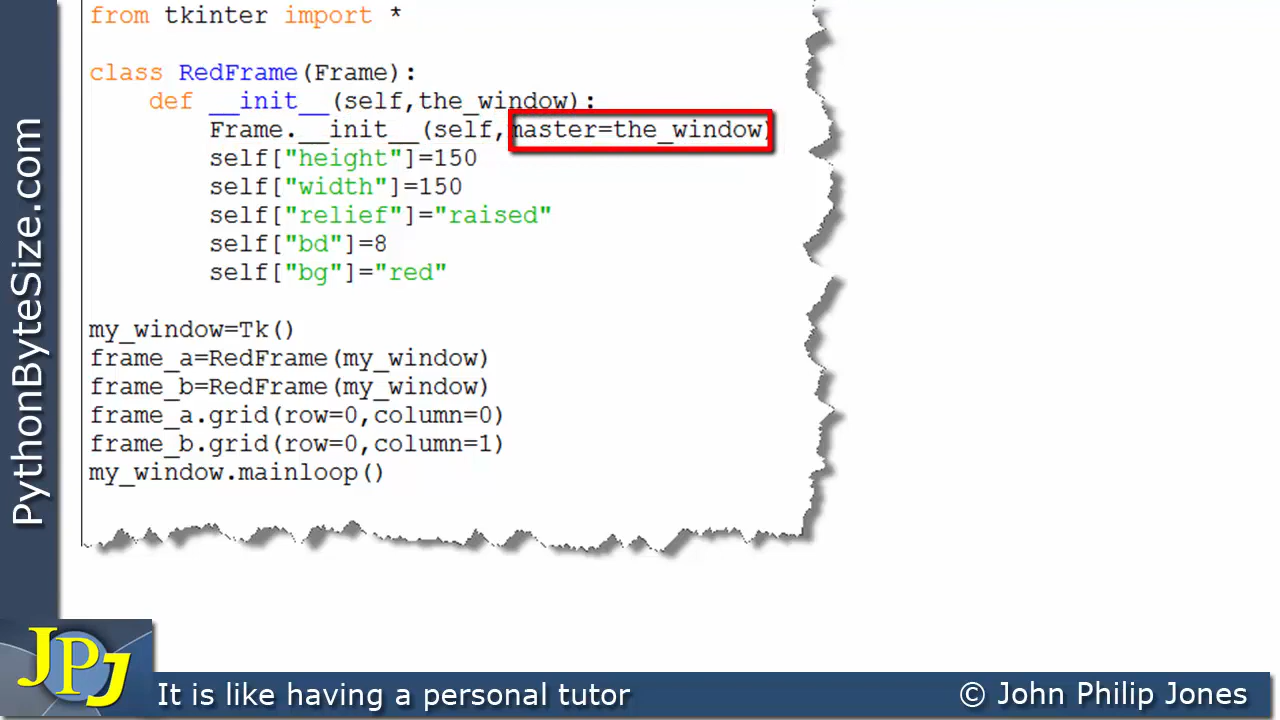 from tkinter import *
class RedFrame(Frame):
def __init__(self,the_window):
Frame.__init__(self,master=the_window)
self["height"]=150
self["width"]=150
self["relief"]="raised"
self["bd"]=8
self["bg"]="red"
my_window=Tk()
frame_a=RedFrame(my_window)
frame_b=RedFrame(my_window)
frame_a.grid(row=0,column=0)
frame_b.grid(row=0,column=1)
my_window.mainloop()
PythonByteSize.com
JPJ
It is like having a personal tutor
© John Philip Jones